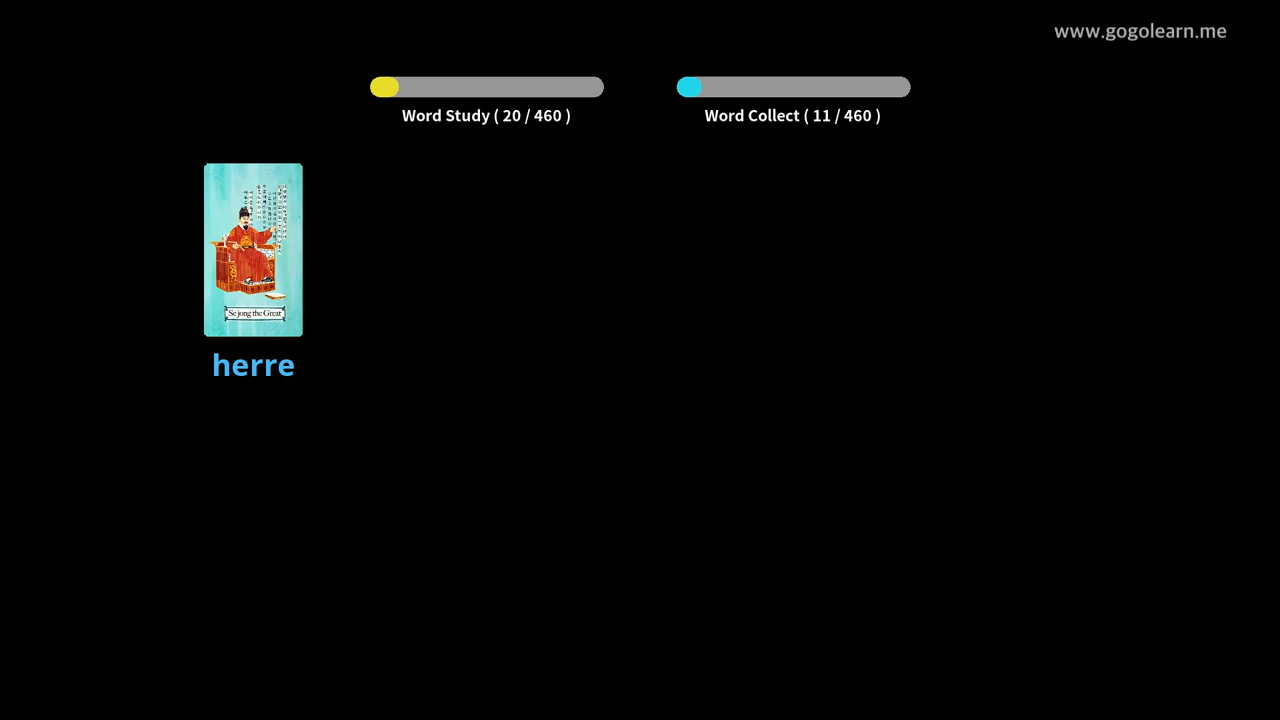 www.gogolearn.me
Word Study ( 20 / 460 )
Word Collect ( 11 / 460 )
Sejong the Great
herre